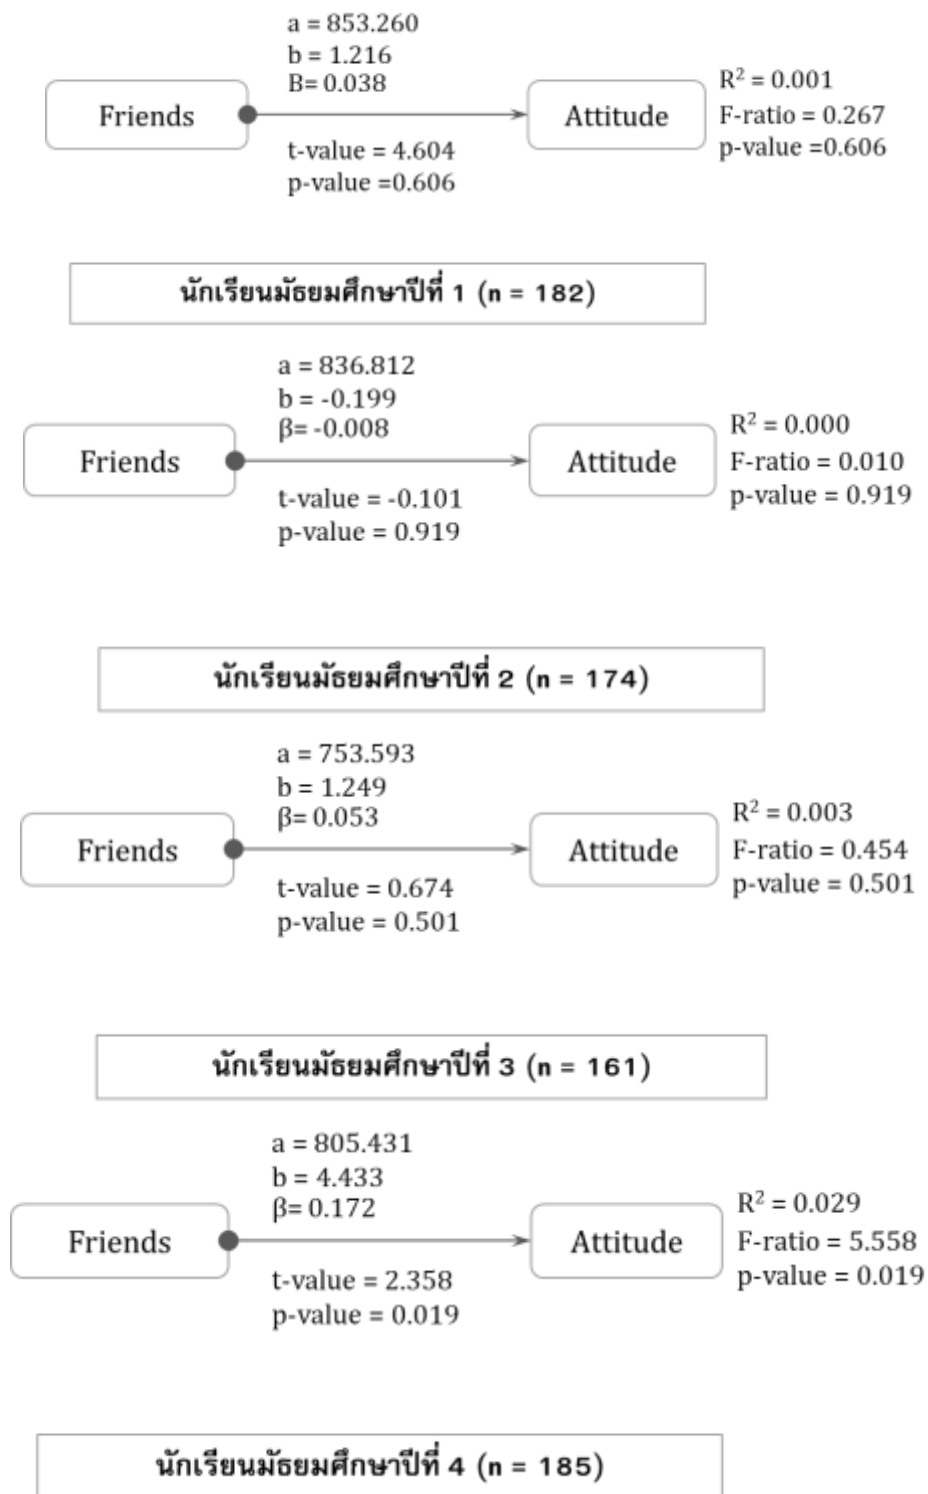 a = 853.260
b = 1.216
B= 0.038
Friends
Attitude
R² = 0.001
F-ratio = 0.267
p-value =0.606
t-value = 4.604
p-value =0.606
นักเรียนมัธยมศึกษาปีที่ 1 (n = 182)
a = 836.812
b = -0.199
β= -0.008
Friends
Attitude
R² = 0.000
F-ratio = 0.010
p-value = 0.919
t-value = -0.101
p-value = 0.919
นักเรียนมัธยมศึกษาปีที่ 2 (n = 174)
a = 753.593
b = 1.249
β= 0.053
Friends
Attitude
R² = 0.003
F-ratio = 0.454
p-value = 0.501
t-value = 0.674
p-value = 0.501
นักเรียนมัธยมศึกษาปีที่ 3 (n = 161)
a = 805.431
b = 4.433
β= 0.172
Friends
Attitude
R² = 0.029
F-ratio = 5.558
p-value = 0.019
t-value = 2.358
p-value = 0.019
นักเรียนมัธยมศึกษาปีที่ 4 (n = 185)